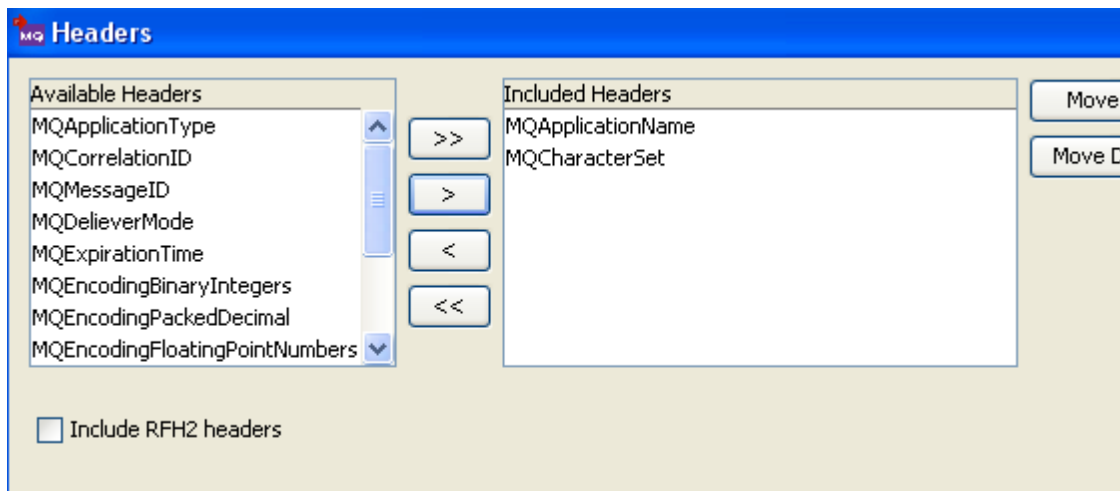 MQ Headers
Available Headers
MQApplicationType
MQCorrelationID
MQMessageID
MQDelieverMode
MQExpirationTime
MQEncodingBinaryIntegers
MQEncodingPackedDecimal
MQEncodingFloatingPointNumbers
>>
>
<
<<
Included Headers
MQApplicationName
MQCharacterSet
Move
Move D
Include RFH2 headers